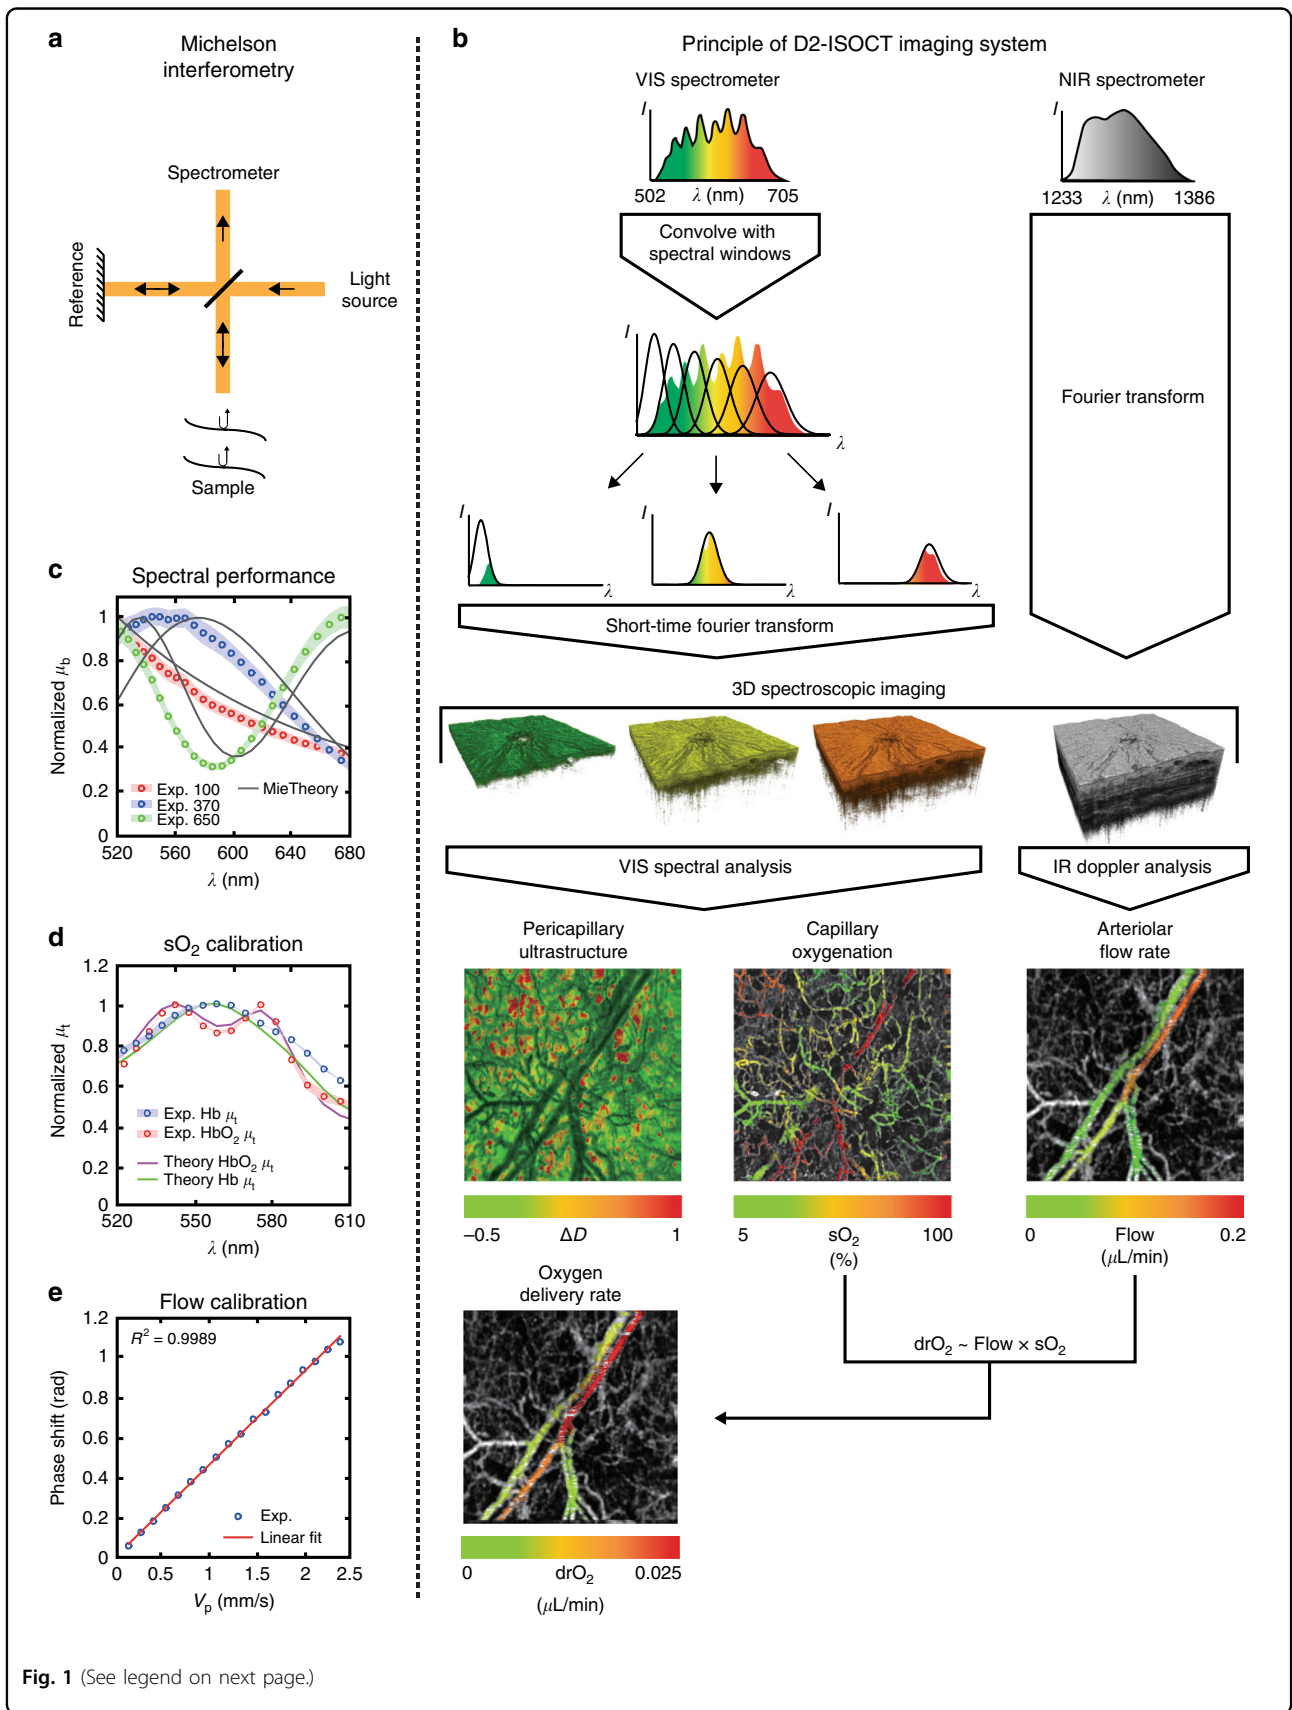 a
Michelson
interferometry
Spectrometer
Reference
Light
source
Sample
b
Principle of D2-ISOCT imaging system
VIS spectrometer
I
502 λ (nm) 705
NIR spectrometer
I
1233 λ (nm) 1386
Convolve with
spectral windows
I
λ
Fourier transform
I
λ
I
λ
I
λ
Short-time fourier transform
3D spectroscopic imaging
VIS spectral analysis
IR doppler analysis
Pericapillary
ultrastructure
–0.5 ΔD 1
Capillary
oxygenation
5 sO2 100
(%)
Arteriolar
flow rate
0 Flow 0.2
(μL/min)
drO2 ~ Flow × sO2
Oxygen
delivery rate
0 drO2 0.025
(μL/min)
c
Spectral performance
Normalized μb
1
0.8
0.6
0.4
0.2
0
Exp. 100
Exp. 370
Exp. 650
MieTheory
520 560 600 640 680
λ (nm)
d
sO2 calibration
Normalized μt
1.2
1.0
0.8
0.6
0.4
0.2
0
Exp. Hb μt
Exp. HbO2 μt
Theory HbO2 μt
Theory Hb μt
520 550 580 610
λ (nm)
e
Flow calibration
R2 = 0.9989
Phase shift (rad)
1.2
1
0.8
0.6
0.4
0.2
0
Exp.
Linear fit
0 0.5 1 1.5 2 2.5
Vp (mm/s)
Fig. 1 (See legend on next page.)